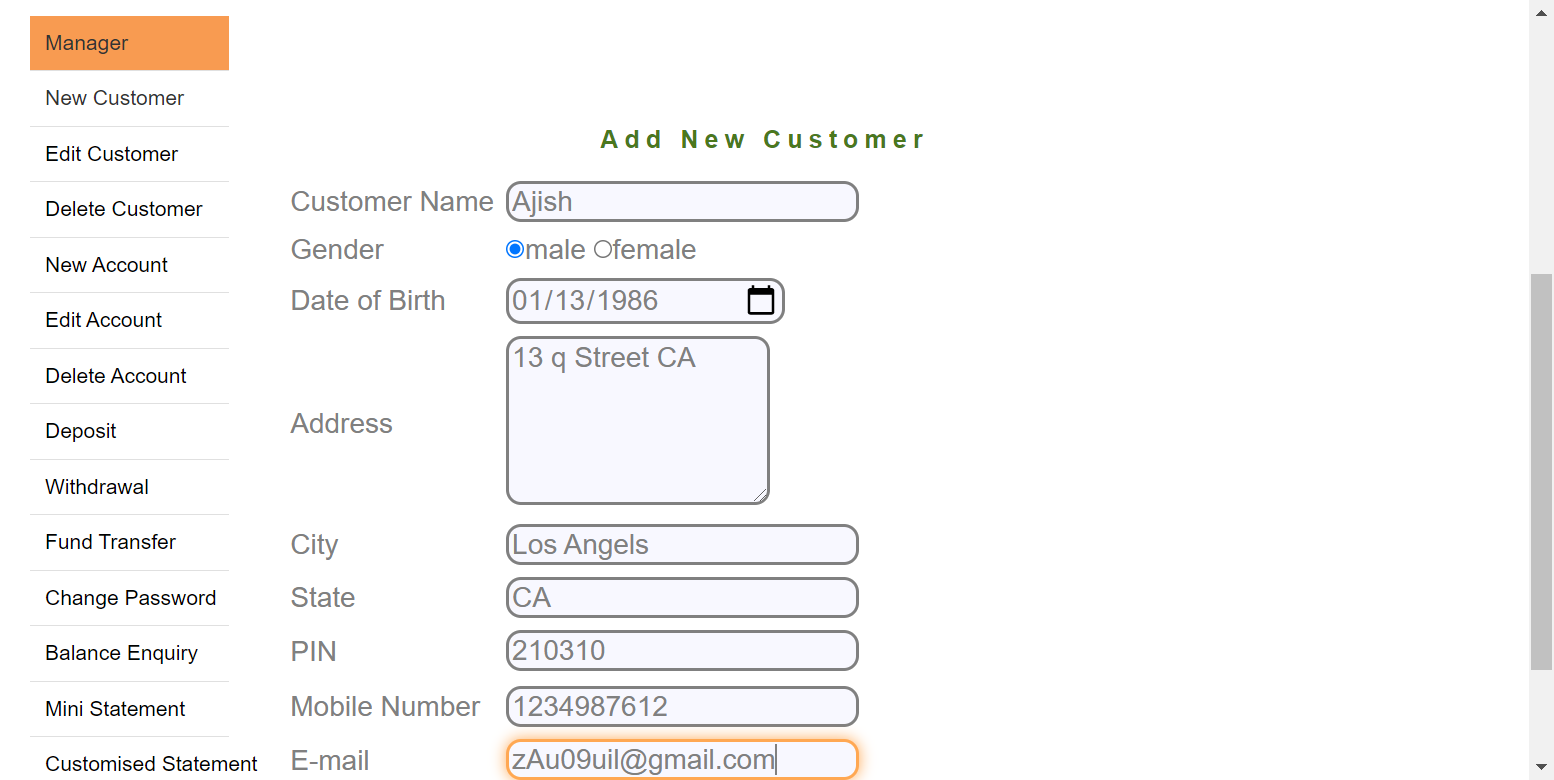 Manager
New Customer
Edit Customer
Delete Customer
New Account
Edit Account
Delete Account
Deposit
Withdrawal
Fund Transfer
Change Password
Balance Enquiry
Mini Statement
Customised Statement
Add New Customer
Customer Name Ajish
Gender male female
Date of Birth 01/13/1986
Address 13 q Street CA
City Los Angels
State CA
PIN 210310
Mobile Number 1234987612
E-mail zAu09uil@gmail.com